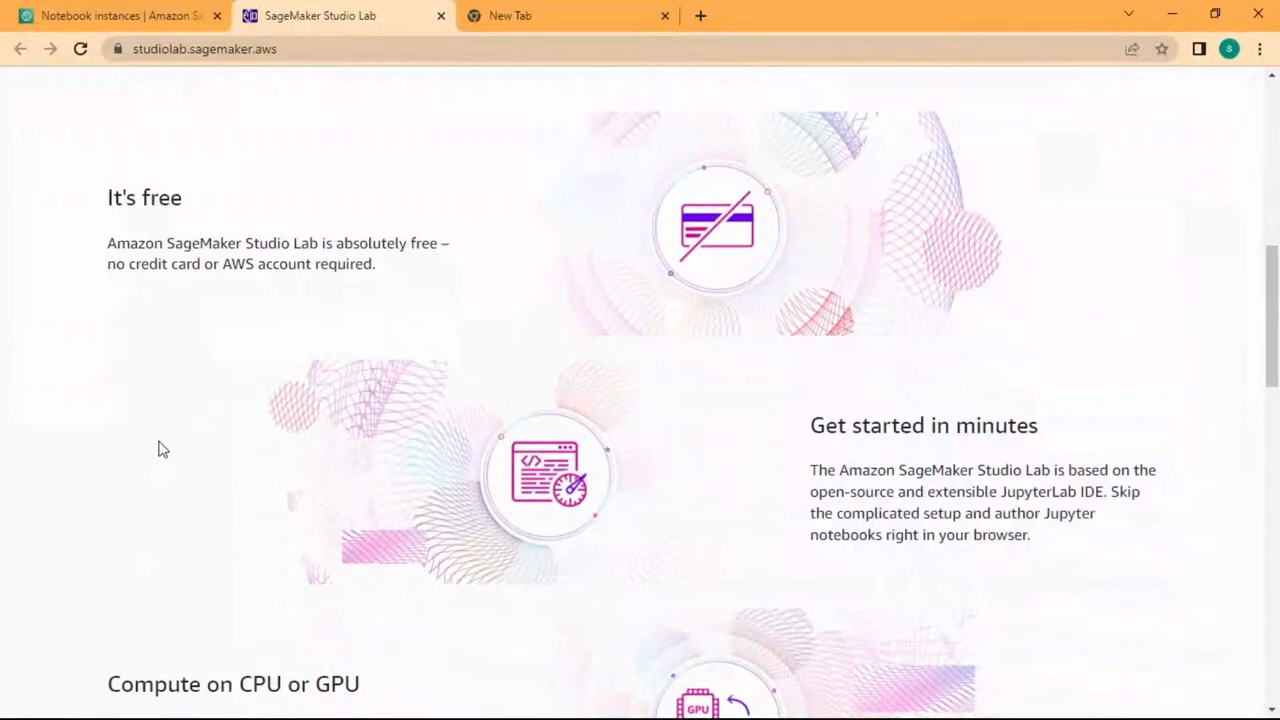 Notebook instances | Amazon S
SageMaker Studio Lab
New Tab
studiolab.sagemaker.aws
S
It's free
Amazon SageMaker Studio Lab is absolutely free –
no credit card or AWS account required.
Get started in minutes
The Amazon SageMaker Studio Lab is based on the
open-source and extensible JupyterLab IDE. Skip
the complicated setup and author Jupyter
notebooks right in your browser.
Compute on CPU or GPU
GPU